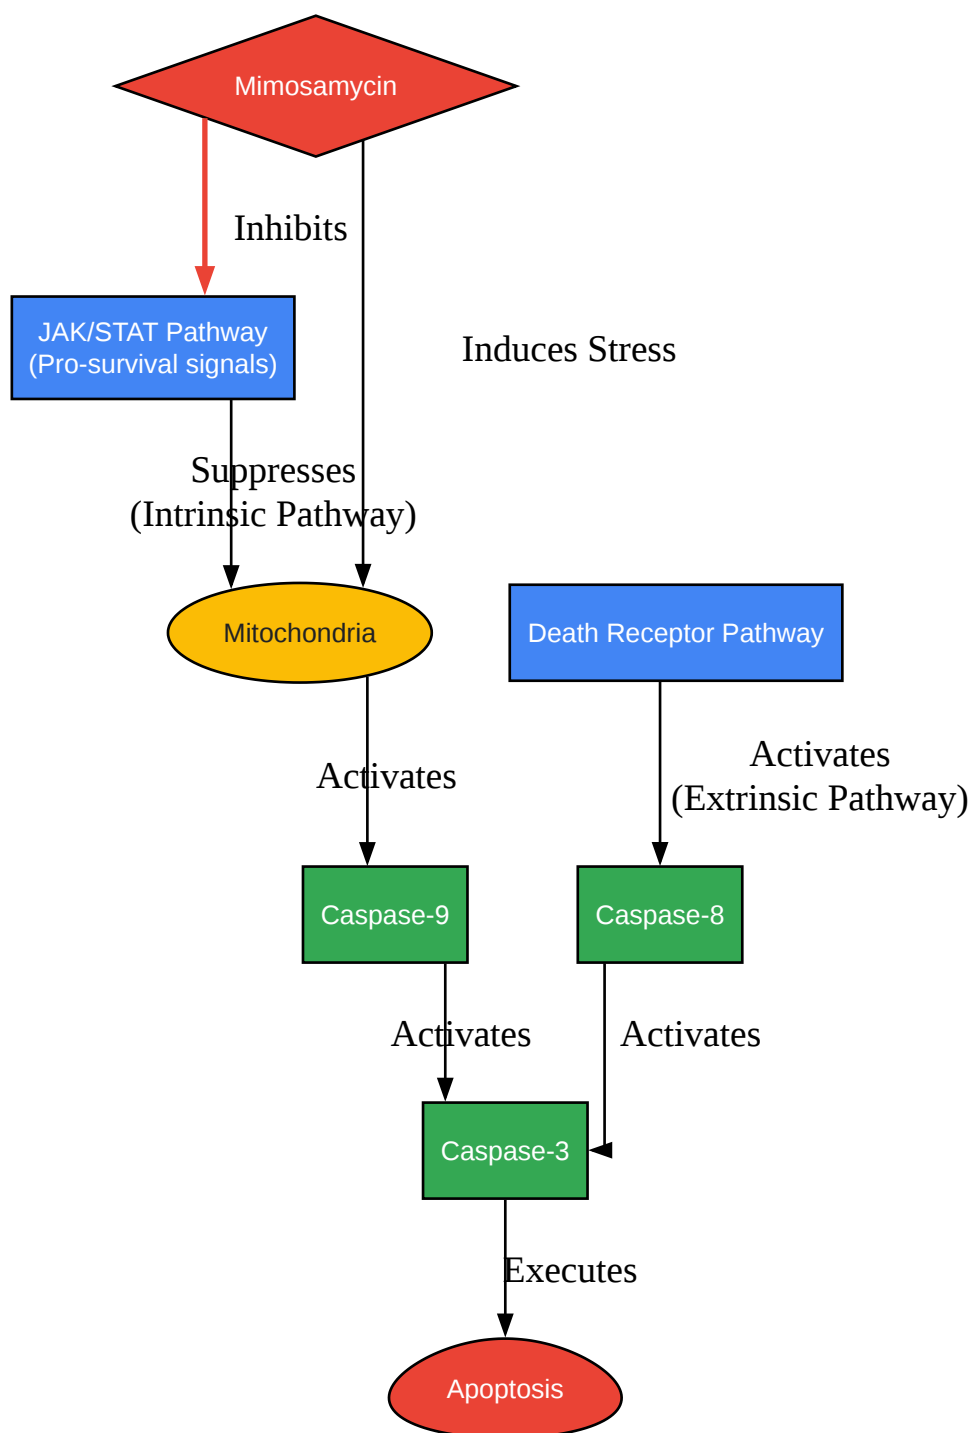 Mimosamycin
Inhibits
JAK/STAT Pathway
(Pro-survival signals)
Induces Stress
Suppresses
(Intrinsic Pathway)
Mitochondria
Death Receptor Pathway
Activates
Activates
(Extrinsic Pathway)
Caspase-9
Caspase-8
Activates
Activates
Caspase-3
Executes
Apoptosis